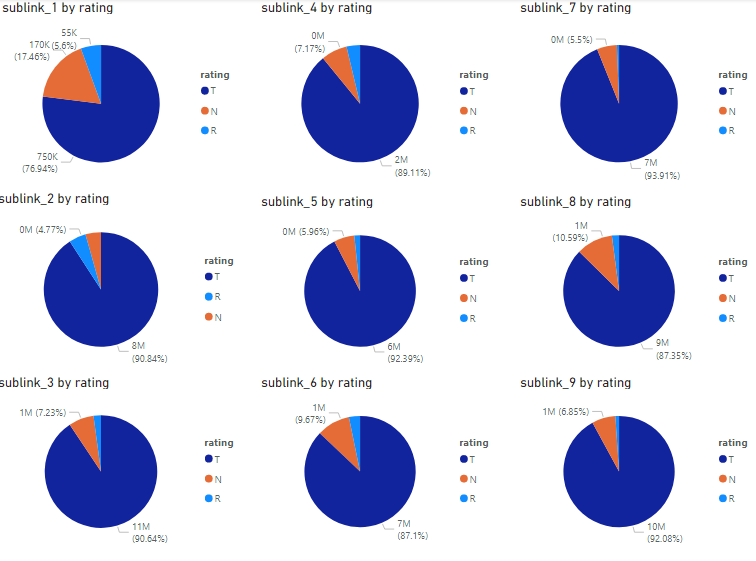 sublink_1 by rating
55K
(5.6%)
170K
(17.46%)
750K
(76.94%)
rating
T
N
R
sublink_4 by rating
0M
(7.17%)
2M
(89.11%)
rating
T
N
R
sublink_7 by rating
0M (5.5%)
7M
(93.91%)
rating
T
N
R
sublink_2 by rating
0M (4.77%)
8M
(90.84%)
rating
T
R
N
sublink_5 by rating
0M (5.96%)
6M
(92.39%)
rating
T
N
R
sublink_8 by rating
1M
(10.59%)
9M
(87.35%)
rating
T
N
R
sublink_3 by rating
1M (7.23%)
11M
(90.64%)
rating
T
N
R
sublink_6 by rating
1M
(9.67%)
7M
(87.1%)
rating
T
N
R
sublink_9 by rating
1M (6.85%)
10M
(92.08%)
rating
T
N
R